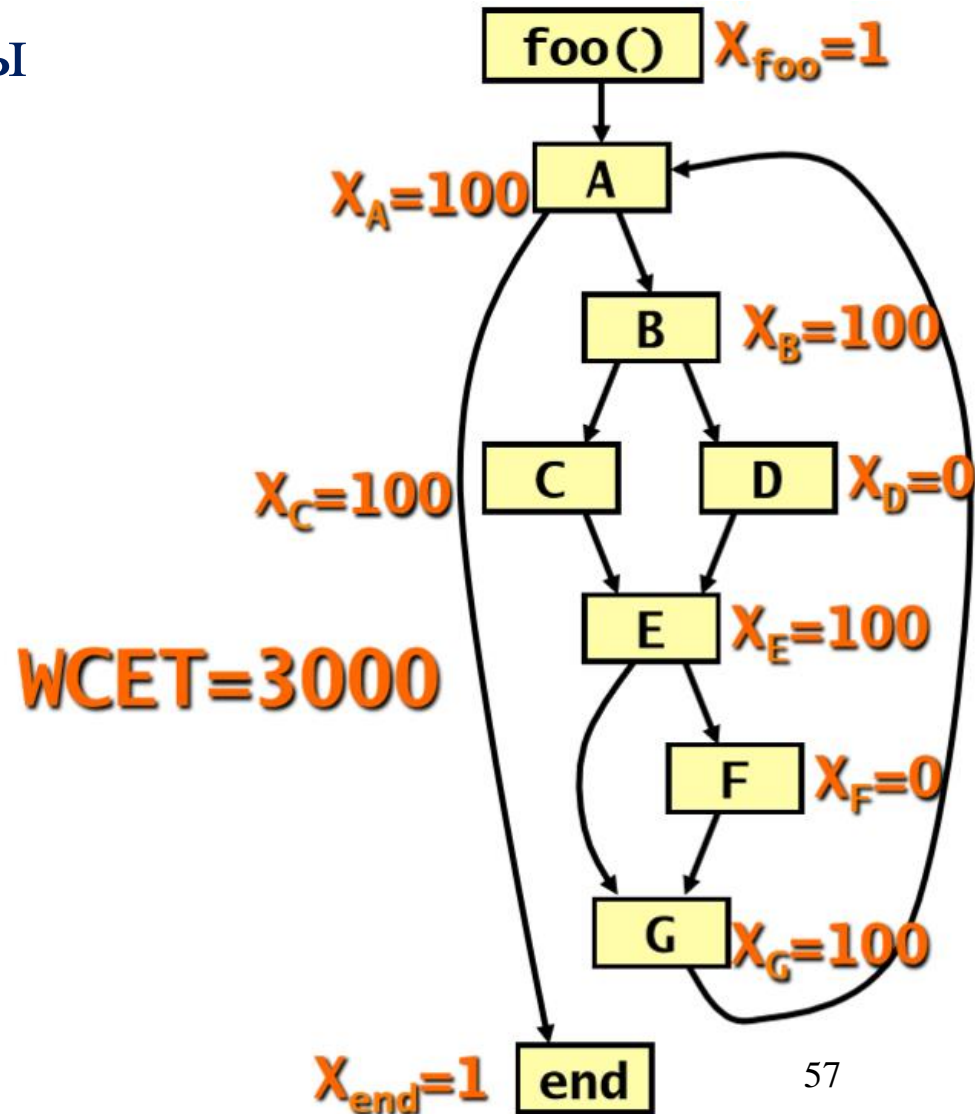 ы
foo()
X_foo=1
A
X_A=100
B
X_B=100
C
X_C=100
D
X_D=0
E
X_E=100
WCET=3000
F
X_F=0
G
X_G=100
X_end=1
end
57